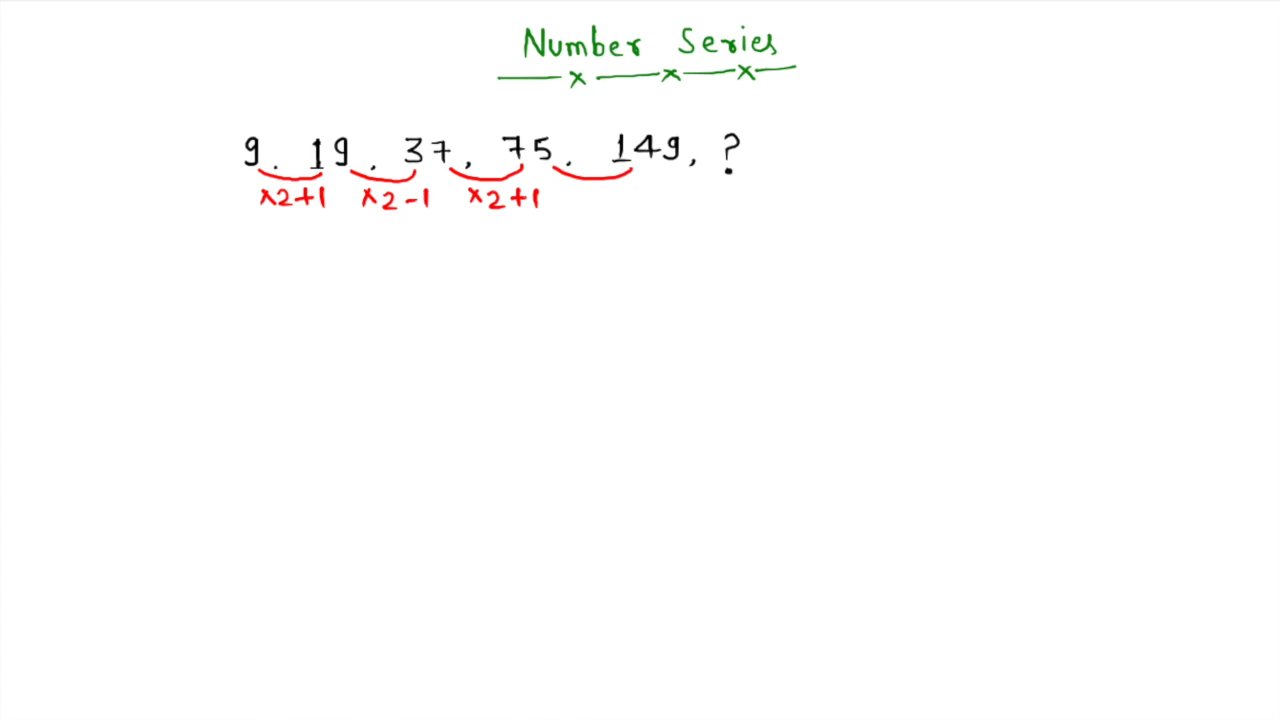 Number Series
9, 19, 37, 75, 149, ?
×2+1 ×2-1 ×2+1